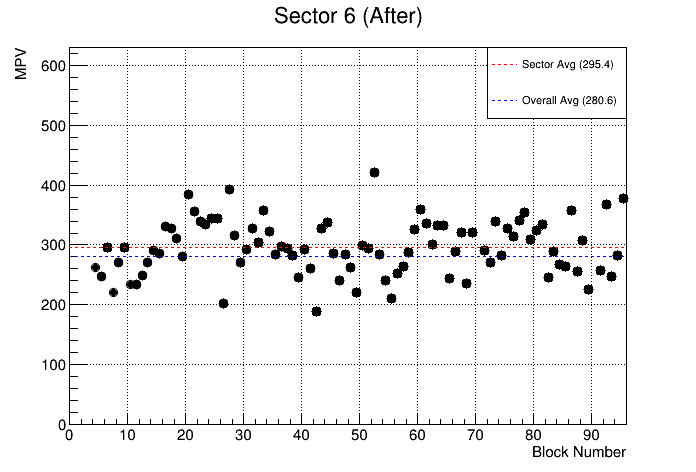 Sector 6 (After)
MPV
600
500
400
300
200
100
0
0 10 20 30 40 50 60 70 80 90
Block Number
Sector Avg (295.4)
Overall Avg (280.6)